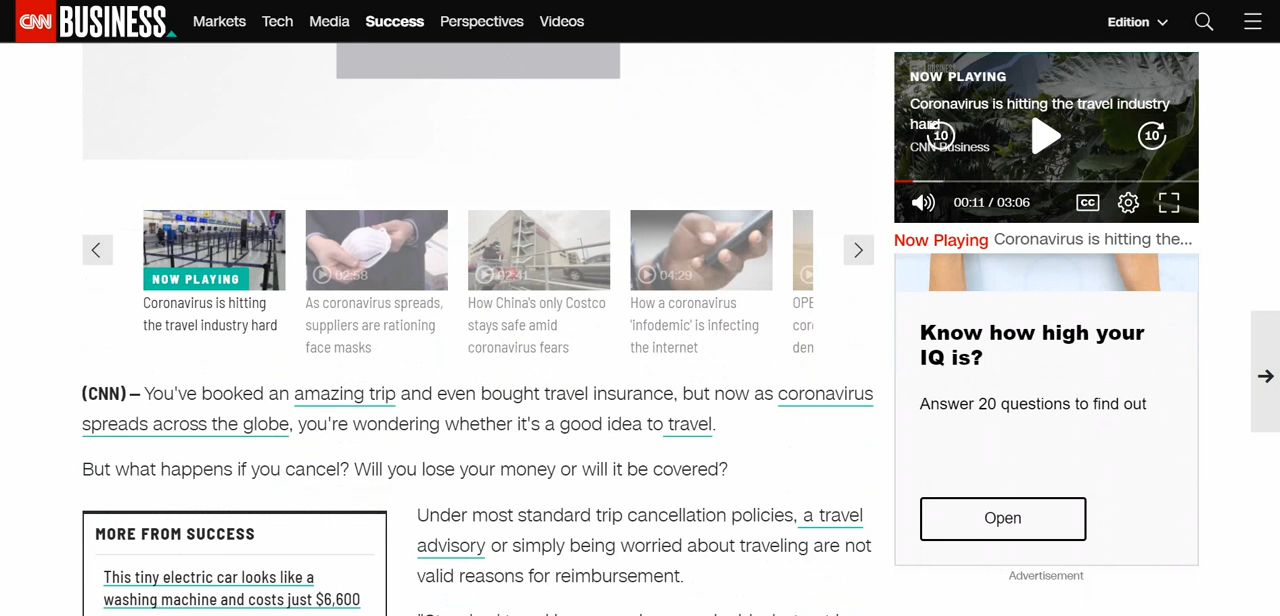 CNN BUSINESS Markets Tech Media Success Perspectives Videos Edition
NOW PLAYING
Coronavirus is hitting the travel industry
hard
10 10
CNN Business
00:11 / 03:06 CC
Now Playing Coronavirus is hitting the...
NOW PLAYING
Coronavirus is hitting
the travel industry hard
02:58
As coronavirus spreads,
suppliers are rationing
face masks
02:41
How China's only Costco
stays safe amid
coronavirus fears
04:29
How a coronavirus
'infodemic' is infecting
the internet
OPE
cor
den
(CNN) — You've booked an amazing trip and even bought travel insurance, but now as coronavirus
spreads across the globe, you're wondering whether it's a good idea to travel.
But what happens if you cancel? Will you lose your money or will it be covered?
MORE FROM SUCCESS
This tiny electric car looks like a
washing machine and costs just $6,600
Under most standard trip cancellation policies, a travel
advisory or simply being worried about traveling are not
valid reasons for reimbursement.
Know how high your
IQ is?
Answer 20 questions to find out
Open
Advertisement